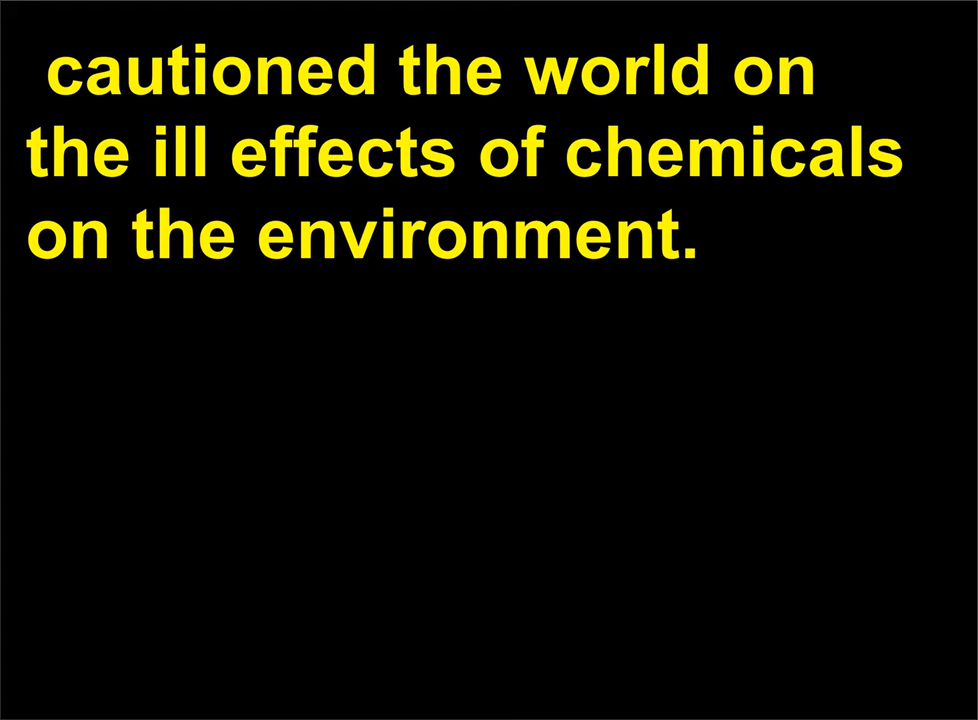 cautioned the world on
the ill effects of chemicals
on the environment.